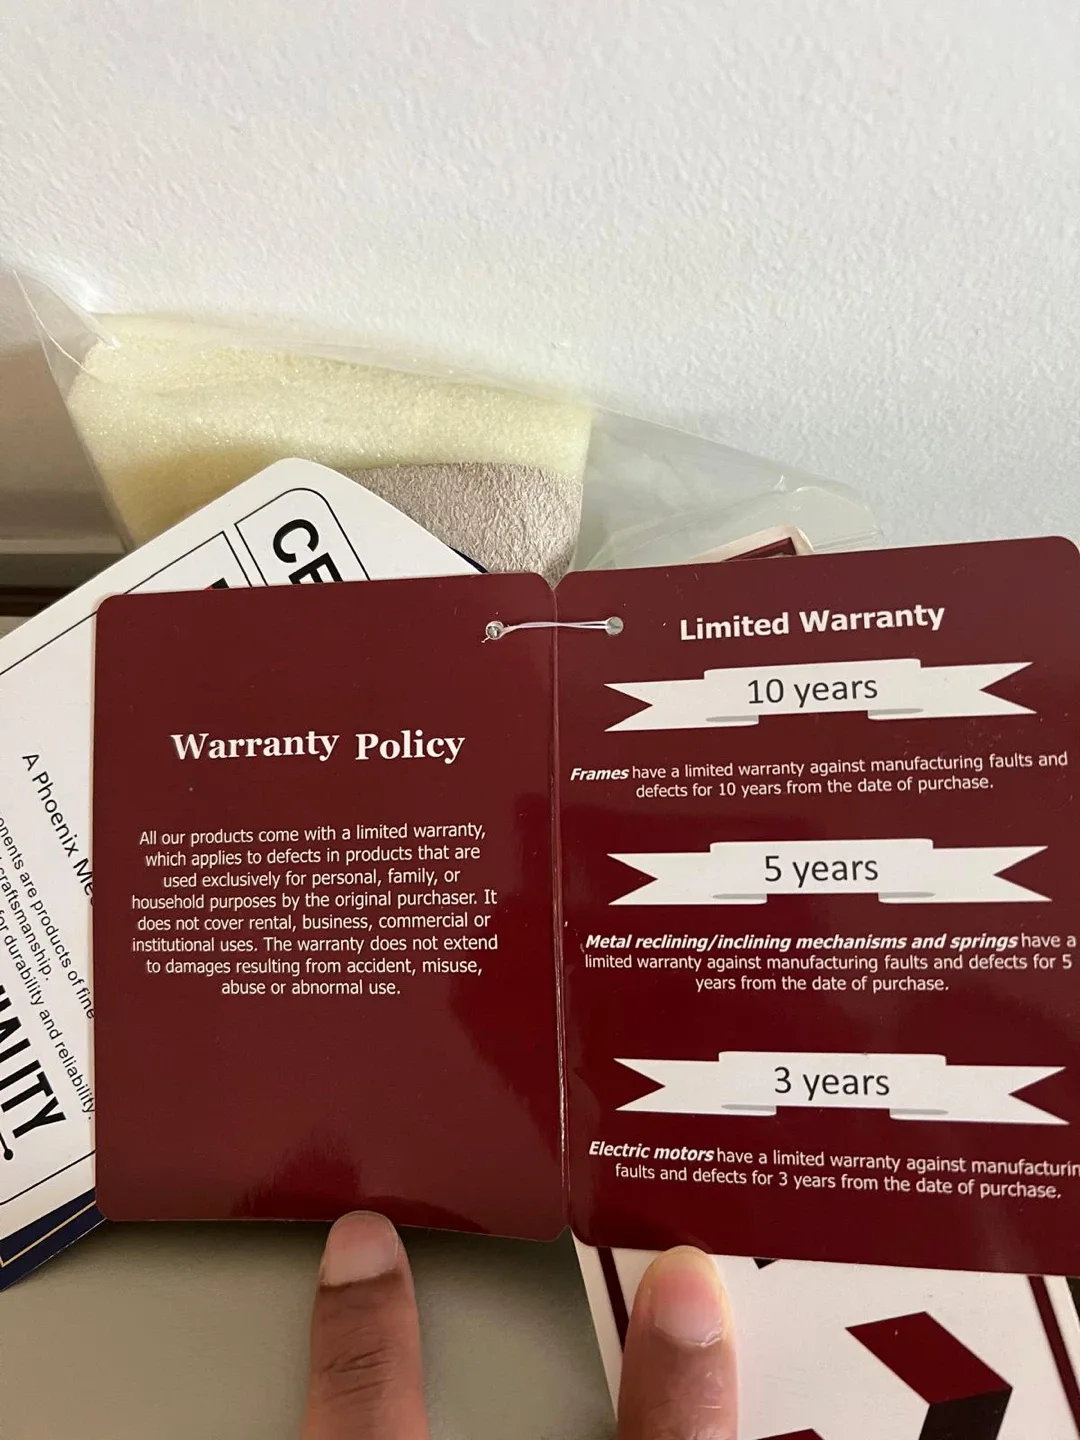 CE
A Phoenix
are products of fine
craftsmanship.
for durability and reliability.
Warranty Policy
All our products come with a limited warranty,
which applies to defects in products that are
used exclusively for personal, family, or
household purposes by the original purchaser. It
does not cover rental, business, commercial or
institutional uses. The warranty does not extend
to damages resulting from accident, misuse,
abuse or abnormal use.
Limited Warranty
10 years
Frames have a limited warranty against manufacturing faults and
defects for 10 years from the date of purchase.
5 years
Metal reclining/inclining mechanisms and springs have a
limited warranty against manufacturing faults and defects for 5
years from the date of purchase.
3 years
Electric motors have a limited warranty against manufacturin
faults and defects for 3 years from the date of purchase.